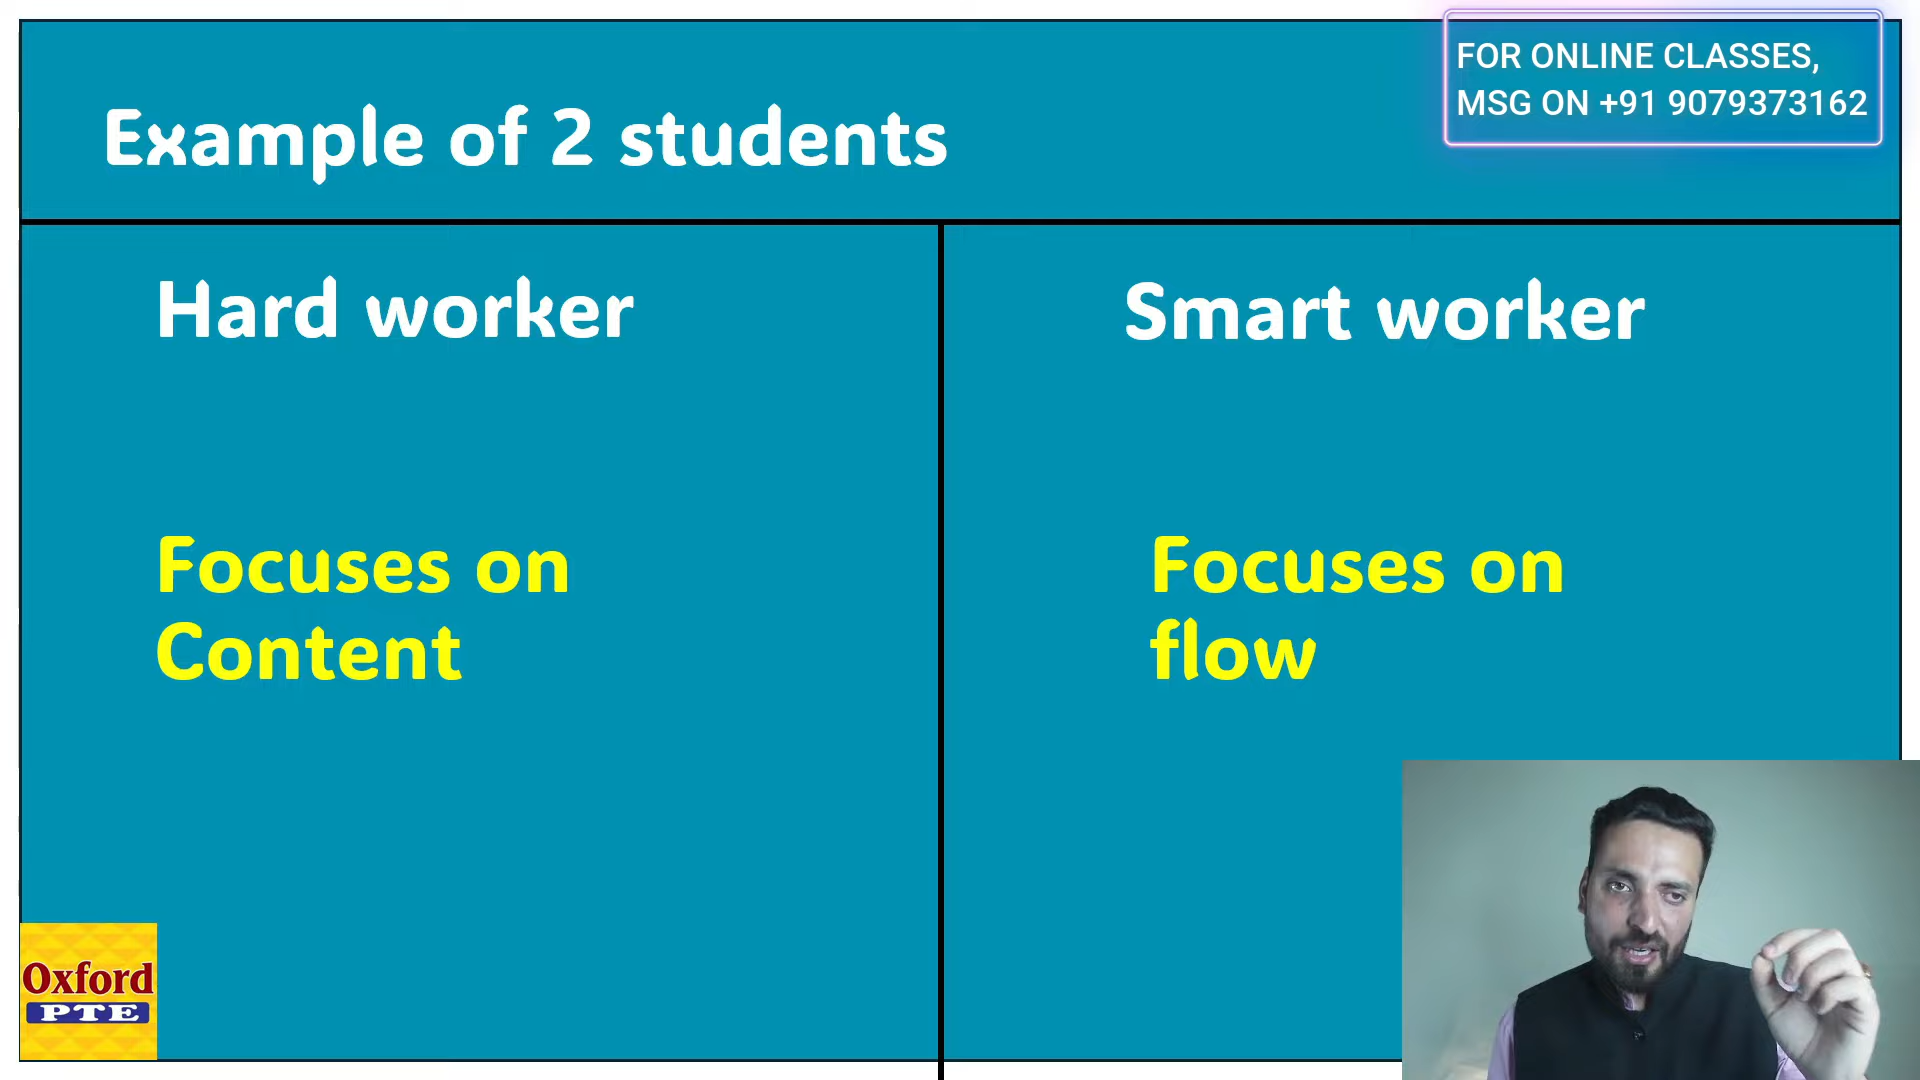 FOR ONLINE CLASSES,
MSG ON +91 9079373162
Example of 2 students
Hard worker
Smart worker
Focuses on
Content
Focuses on
flow
Oxford
PTE